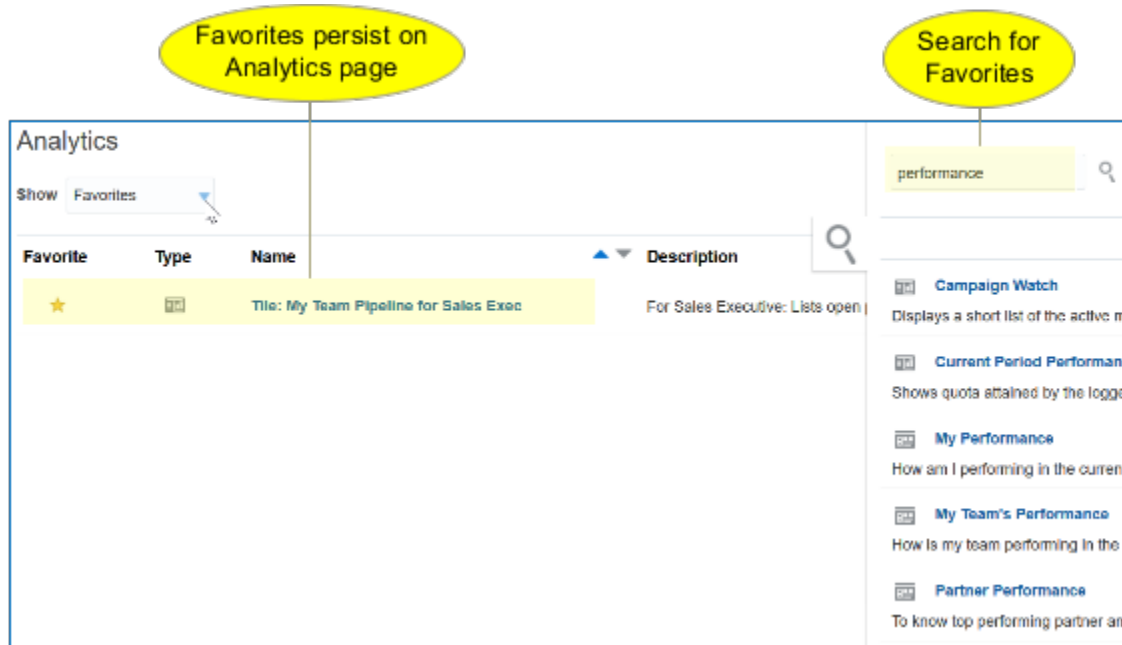 Favorites persist on
Analytics page
Search for
Favorites
Analytics
Show Favorites
performance
Favorite Type Name Description
Tile: My Team Pipeline for Sales Exec
For Sales Executive: Lists open
Campaign Watch
Displays a short list of the active
Current Period Performan
Shows quota attained by the logge
My Performance
How am I performing in the curren
My Team's Performance
How is my team performing in the
Partner Performance
To know top performing partner an